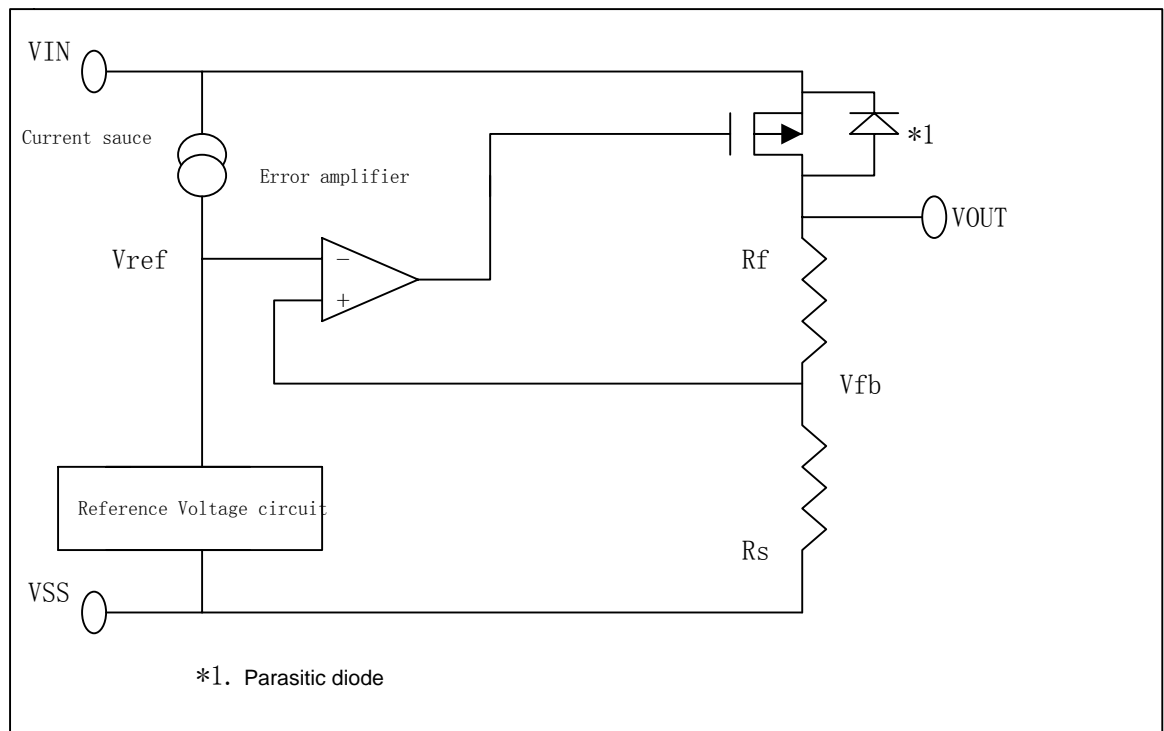 VIN
Current sauce
Error amplifier
*1
VOUT
Vref
−
+
Rf
Vfb
Reference Voltage circuit
Rs
VSS
*1. Parasitic diode